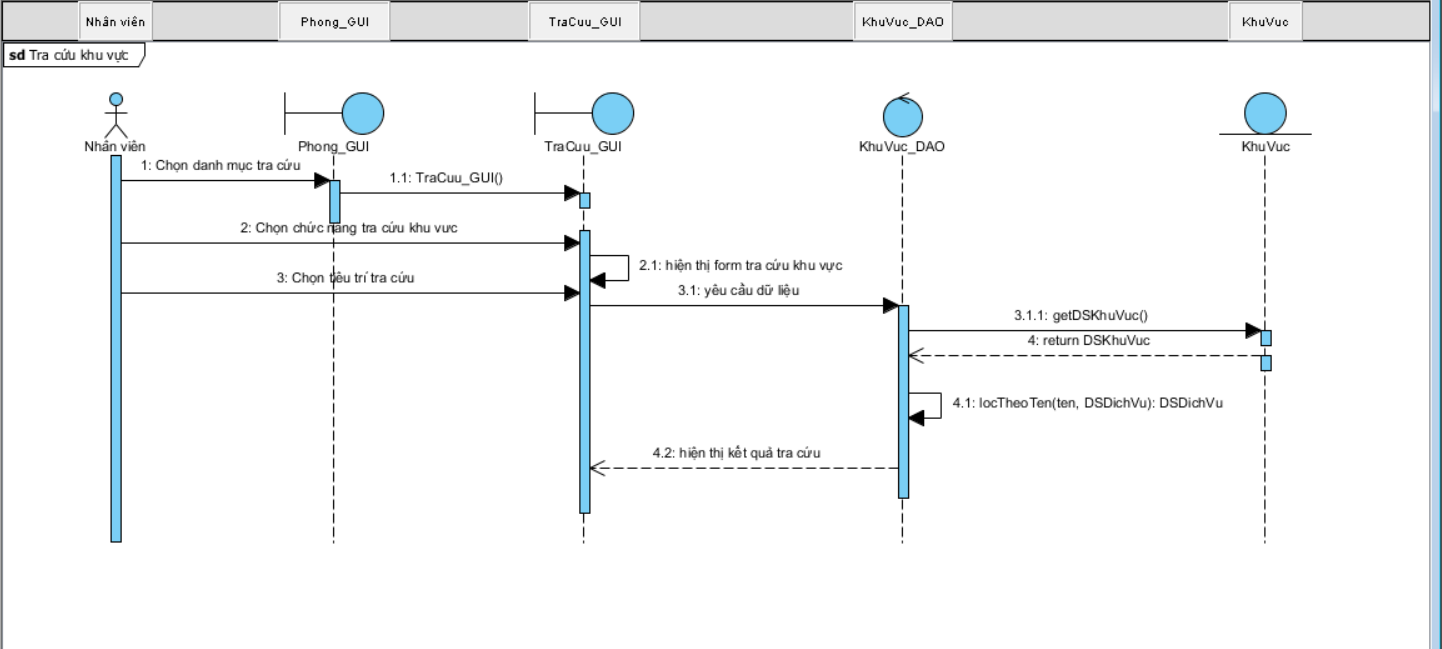 Nhân viên
Phong_GUI
TraCuu_GUI
KhuVuc_DAO
KhuVuc
sd Tra cứu khu vực
Nhân viên
Phong_GUI
TraCuu_GUI
KhuVuc_DAO
KhuVuc
1: Chọn danh mục tra cứu
1.1: TraCuu_GUI()
2: Chọn chức năng tra cứu khu vưc
2.1: hiện thị form tra cứu khu vực
3: Chọn tiêu trí tra cứu
3.1: yêu cầu dữ liệu
3.1.1: getDSKhuVuc()
4: return DSKhuVuc
4.1: locTheoTen(ten, DSDichVu): DSDichVu
4.2: hiện thị kết quả tra cứu